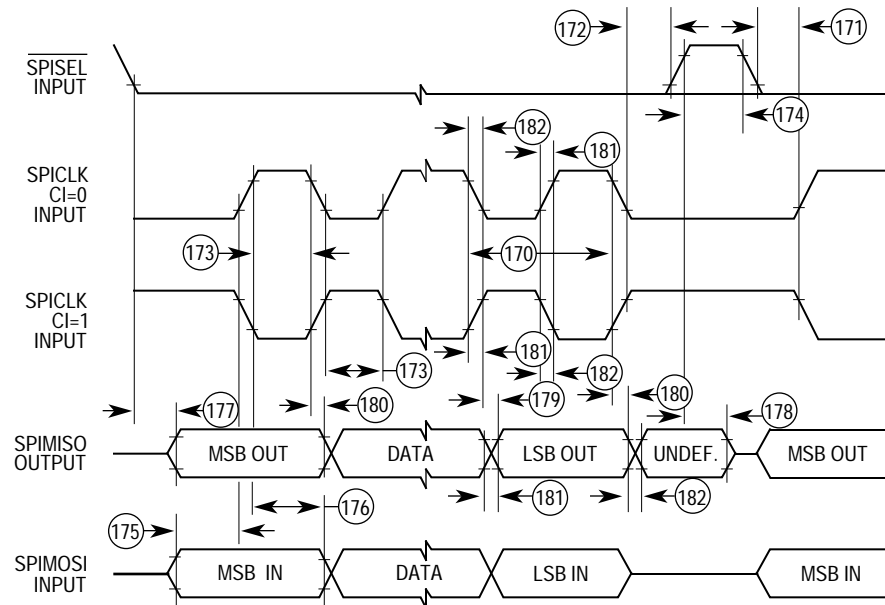 172
171
SPISEL
INPUT
174
182
181
SPICLK
CI=0
INPUT
173
170
SPICLK
CI=1
INPUT
181
173
182
179
177
180
180
178
SPIMISO
OUTPUT
MSB OUT
DATA
LSB OUT
UNDEF.
MSB OUT
176
181
182
175
SPIMOSI
INPUT
MSB IN
DATA
LSB IN
MSB IN